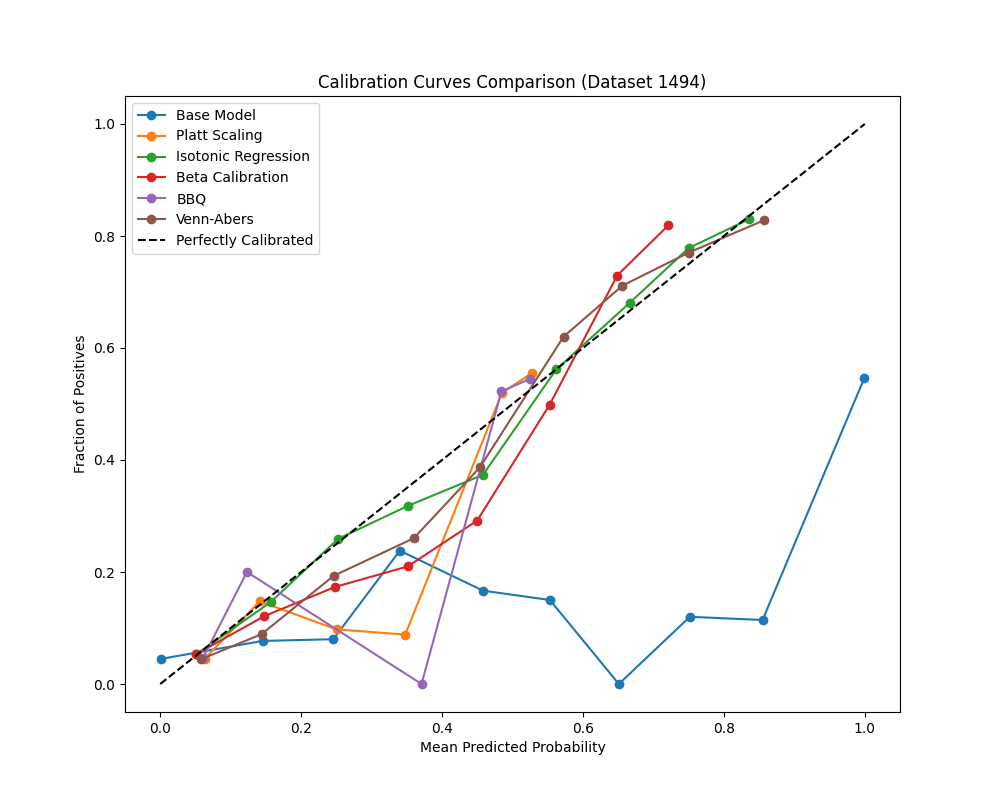 Calibration Curves Comparison (Dataset 1494)
Base Model
Platt Scaling
Isotonic Regression
Beta Calibration
BBQ
Venn-Abers
Perfectly Calibrated
Fraction of Positives
1.0
0.8
0.6
0.4
0.2
0.0
0.0 0.2 0.4 0.6 0.8 1.0
Mean Predicted Probability